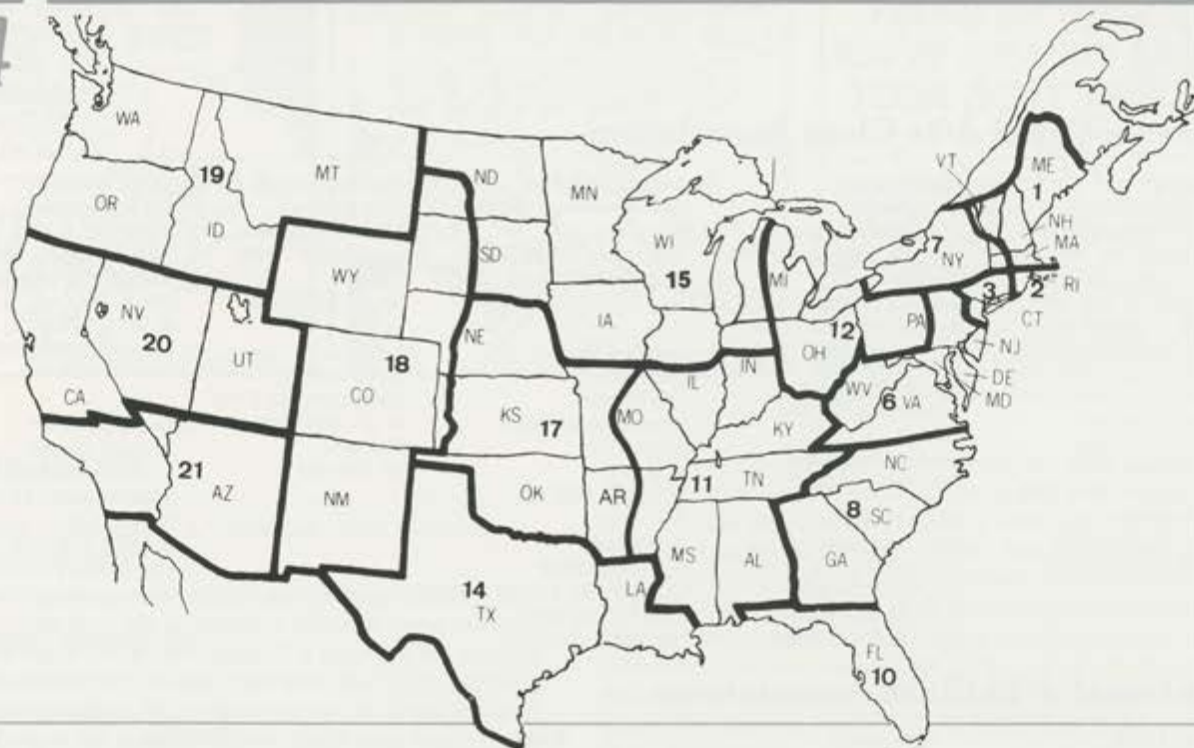 WA
MT
ND
MN
VT
ME
19
1
OR
ID
NH
WI
MA
7
NY
SD
WY
MI
15
3
2
RI
NV
IA
12
PA
CT
20
NE
OH
UT
18
IN
NJ
IL
DE
CO
WV
MD
CA
6
VA
KS
17
MO
KY
21
NC
AZ
NM
OK
AR
11
TN
8
SC
MS
AL
GA
14
LA
TX
FL
10